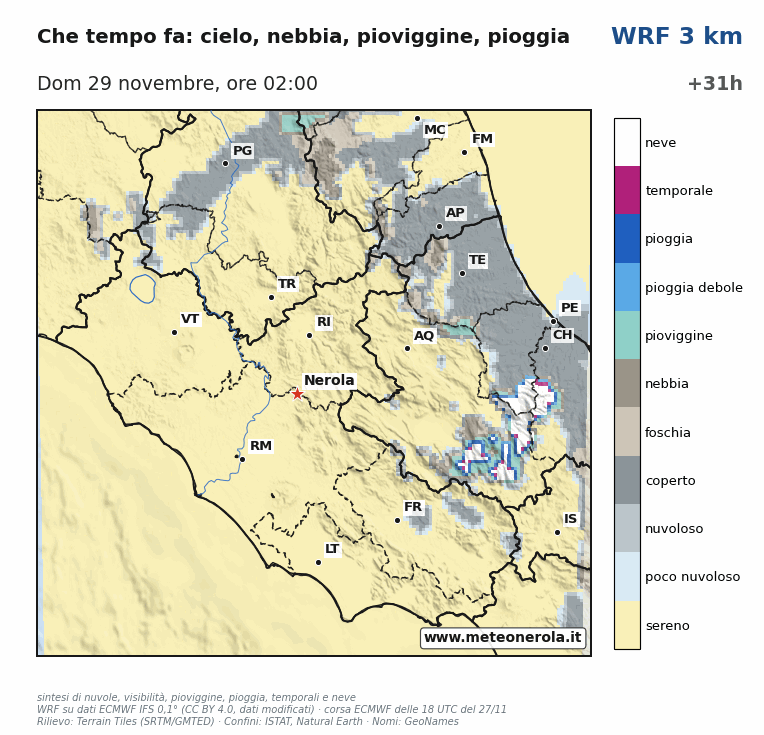 Che tempo fa: cielo, nebbia, pioviggine, pioggia
WRF 3 km
Dom 29 novembre, ore 02:00
+31h
MC
FM
PG
AP
TE
TR
PE
VT
RI
AQ
CH
Nerola
RM
FR
IS
LT
www.meteonerola.it
neve
temporale
pioggia
pioggia debole
pioviggine
nebbia
foschia
coperto
nuvoloso
poco nuvoloso
sereno
sintesi di nuvole, visibilità, pioviggine, pioggia, temporali e neve
WRF su dati ECMWF IFS 0,1° (CC BY 4.0, dati modificati) · corsa ECMWF delle 18 UTC del 27/11
Rilievo: Terrain Tiles (SRTM/GMTED) · Confini: ISTAT, Natural Earth · Nomi: GeoNames